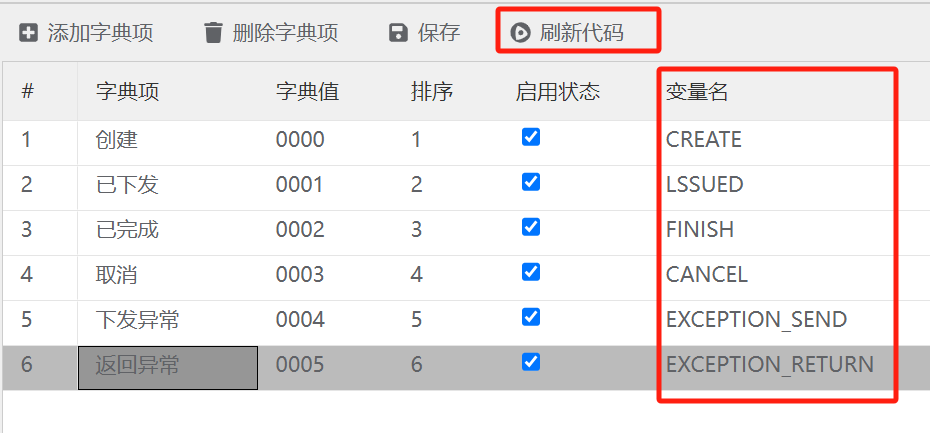 添加字典项 删除字典项 保存 刷新代码
# 字典项 字典值 排序 启用状态 变量名
1 创建 0000 1 CREATE
2 已下发 0001 2 LSSUED
3 已完成 0002 3 FINISH
4 取消 0003 4 CANCEL
5 下发异常 0004 5 EXCEPTION_SEND
6 返回异常 0005 6 EXCEPTION_RETURN